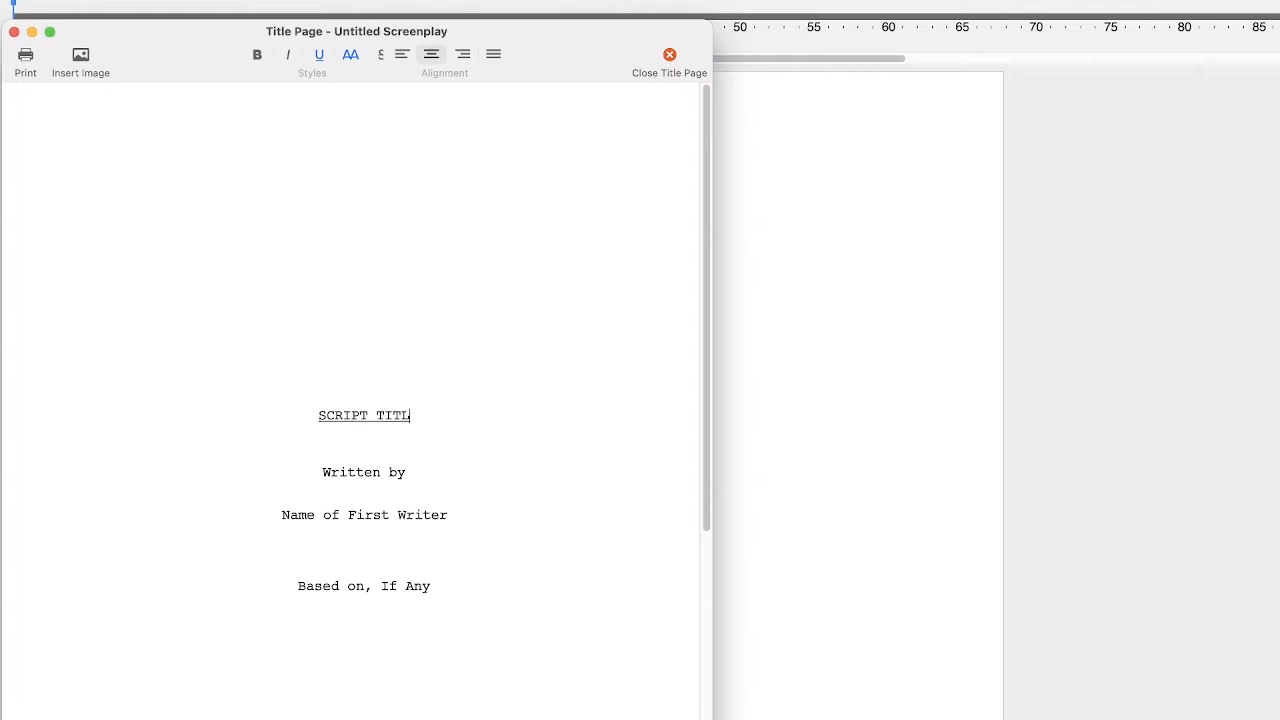 Title Page - Untitled Screenplay
50 55 60 65 70 75 80 85
B I U AA S
Print Insert Image Styles Alignment Close Title Page
SCRIPT TITL
Written by
Name of First Writer
Based on, If Any